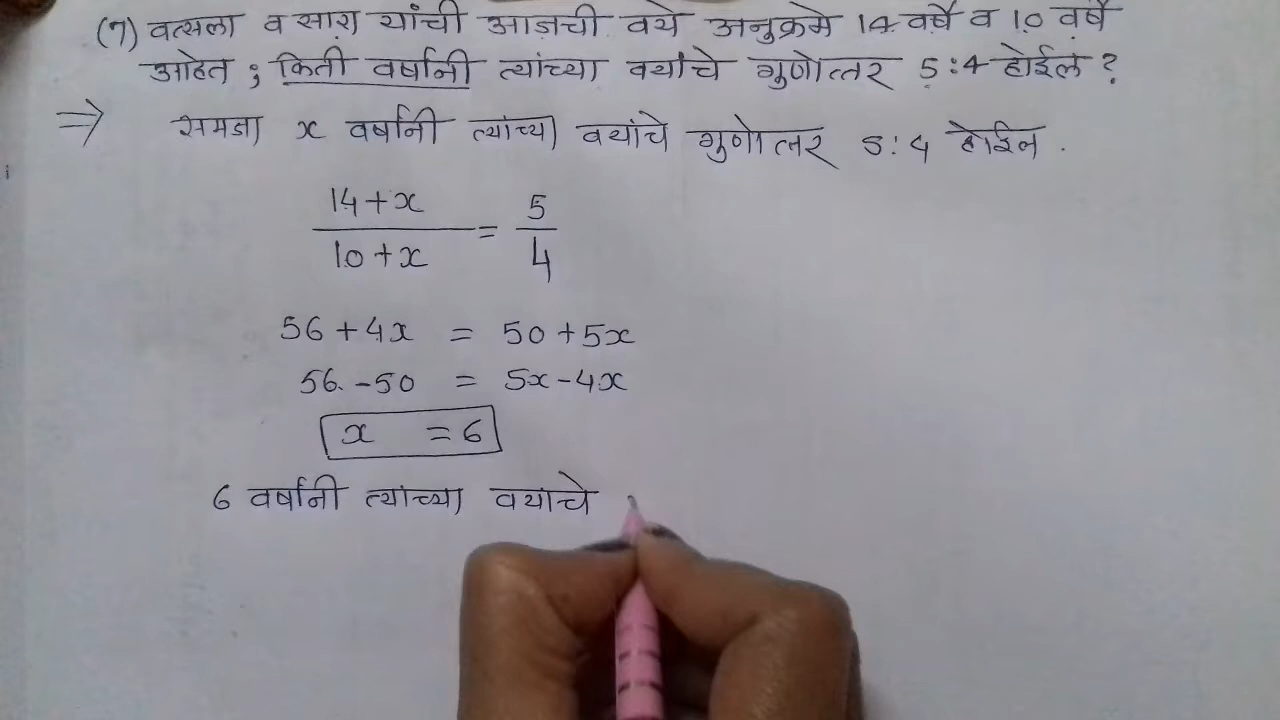 (7) वत्सला व सारा यांची आजची वये अनुक्रमे 14 वर्षे व 10 वर्षे
आहेत ; किती वर्षांनी त्यांच्या वयांचे गुणोत्तर 5:4 होईल ?
⇒ समजा x वर्षांनी त्यांच्या वयांचे गुणोत्तर 5:4 होईल .
14+x / 10+x = 5 / 4
56+4x = 50+5x
56-50 = 5x-4x
x = 6
6 वर्षांनी त्यांच्या वयांचे